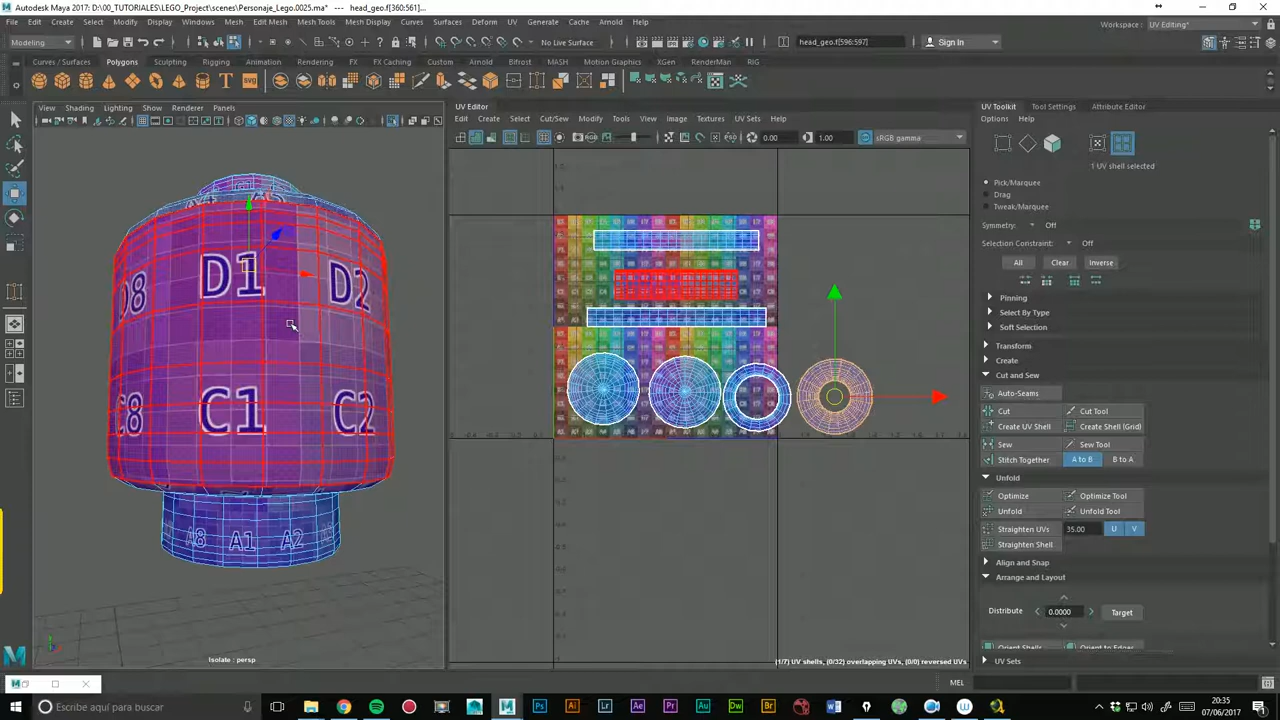 Autodesk Maya 2017: D:\00_TUTORIALES\LEGO_Project\scenes\Personaje_Lego.0025.ma* --- head_geo.f[360:561]...
File Edit Create Select Modify Display Windows Mesh Edit Mesh Mesh Tools Mesh Display Curves Surfaces Deform UV Generate Cache Arnold Help
Workspace: UV Editing*
Modeling No Live Surface head_geo.f[596:597] Sign In
Curves / Surfaces Polygons Sculpting Rigging Animation Rendering FX FX Caching Custom Arnold Bifrost MASH Motion Graphics XGen RenderMan RIG
View Shading Lighting Show Renderer Panels
UV Editor
UV Toolkit Tool Settings Attribute Editor
Edit Create Select Cut/Sew Modify Tools View Image Textures UV Sets Help
Options Help
0.00 1.00 sRGB gamma
1 UV shell selected
Pick/Marquee
Drag
Tweak/Marquee
Symmetry: Off
Selection Constraint: Off
All Clear Inverse
Pinning
Select By Type
Soft Selection
Transform
Create
Cut and Sew
Auto-Seams
Cut Cut Tool
Create UV Shell Create Shell (Grid)
Sew Sew Tool
Stitch Together A to B B to A
Unfold
Optimize Optimize Tool
Unfold Unfold Tool
Straighten UVs 35.00 U V
Straighten Shell
Arrange and Layout
Distribute 0.0000 Target
Orient Shells Orient to Edges
UV Sets
D8 D1 D2
C8 C1 C2
A8 A1 A2
Isolate : persp
(1/7) UV shells, (0/32) overlapping UVs, (0/0) reversed UVs
MEL
Escribe aquí para buscar
20:35
07/06/2017